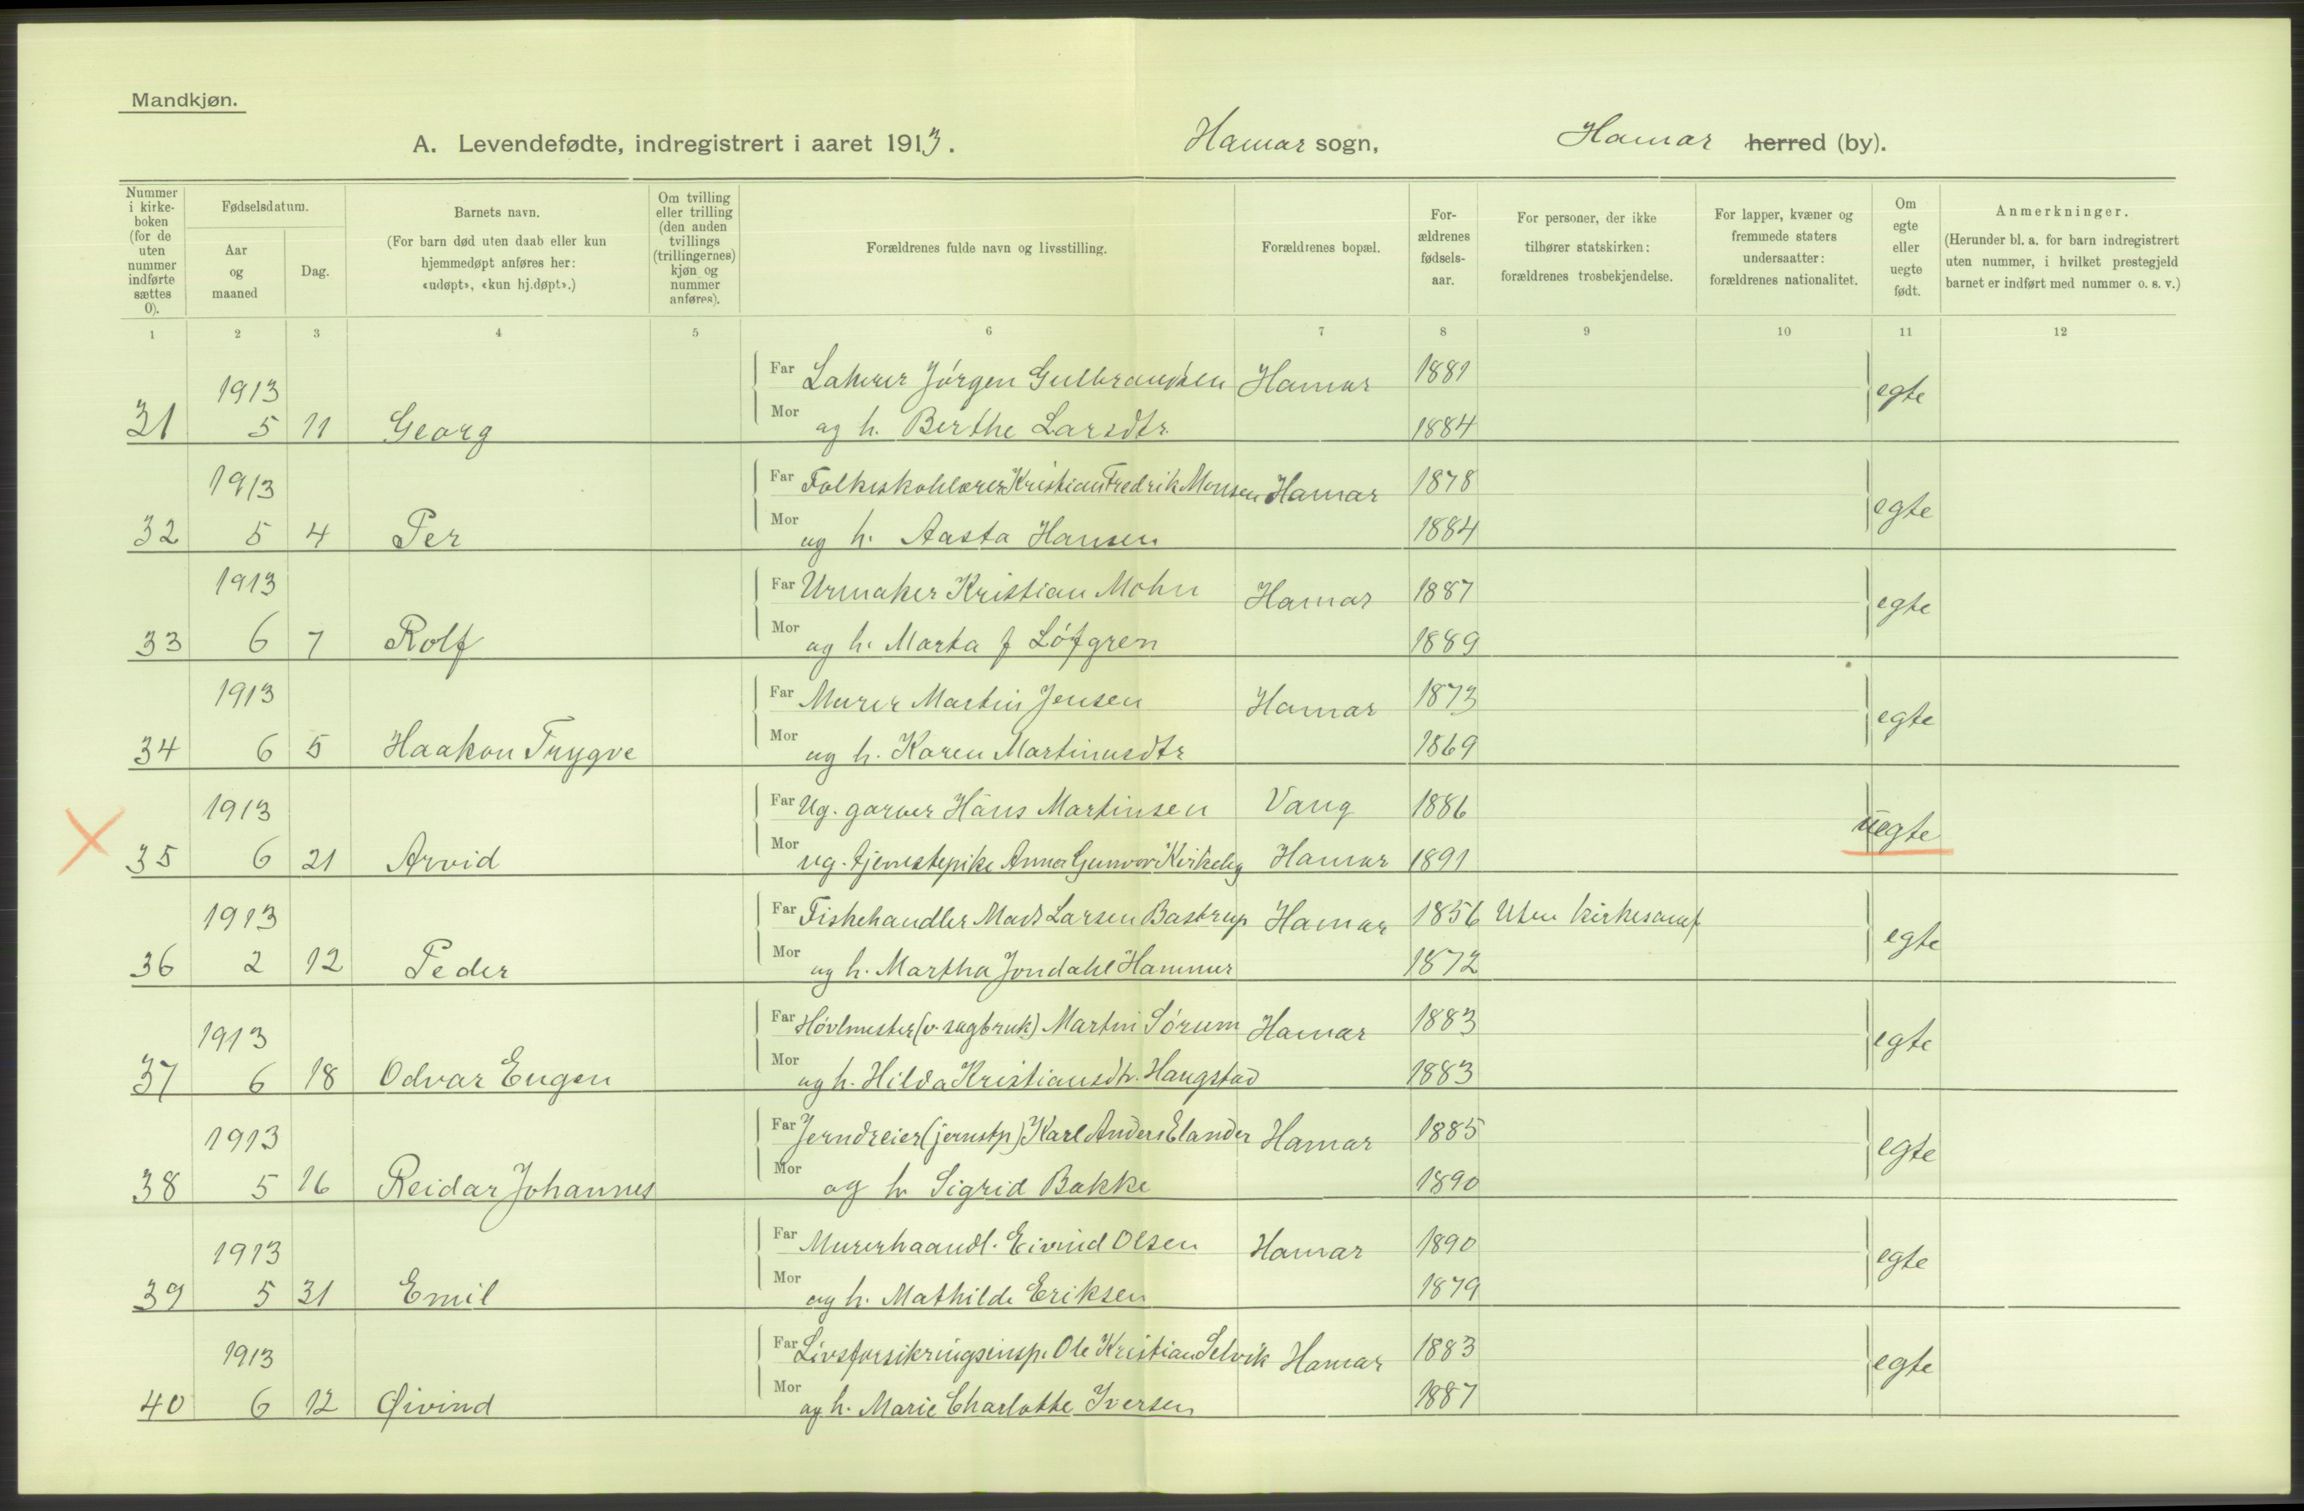 Mandkjøn.
A. Levendefødte, indregistrert i aaret 1913. Hamar sogn, Hamar herred (by).
Nummer i kirke-boken (for de uten nummer indførte sættes 0).
Fødselsdatum.
Aar og maaned
Dag.
Barnets navn.
(For barn død uten daab eller kun hjemmedøpt anføres her: «udøpt», «kun hj.døpt».)
Om tvilling eller trilling (den anden tvillings (trillingernes) kjøn og nummer anføres).
Forældrenes fulde navn og livsstilling.
Forældrenes bopæl.
For-ældrenes fødsels-aar.
For personer, der ikke tilhører statskirken: forældrenes trosbekjendelse.
For lapper, kvæner og fremmede staters undersaatter: forældrenes nationalitet.
Om egte eller uegte født.
Anmerkninger.
(Herunder bl. a. for barn indregistrert uten nummer, i hvilket prestegjeld barnet er indført med nummer o. s. v.)
1 2 3 4 5 6 7 8 9 10 11 12
1913 Far Jørgen Gulbrandsen Hamar 1881
31 5 11 Georg Mor og h. Berthe Larsdtr. 1884 egte
1913 Far Folkeskolelærer Kristian Fredrik Monsen Hamar 1878
32 5 4 Per Mor og h. Aasta Hansen 1884 egte
1913 Far Urmaker Kristian Mohn Hamar 1887
33 6 7 Rolf Mor og h. Marta f Löfgren 1889 egte
1913 Far Murer Martin Jensen Hamar 1873
34 6 5 Haakon Trygve Mor og h. Karen Martinusdtr 1869 egte
1913 Far Ug. garver Hans Martinsen Vang 1886
35 6 21 Arvid Mor ug. tjenestepike Anna Gunvor Kirkeby Hamar 1891 uegte
1913 Far Fiskehandler Mads Larsen Bastrup Hamar 1856 Uten kirkesamf
36 2 12 Peder Mor og h. Martha Jondahl Hammer 1872 egte
1913 Far Høvlmester (v. sagbruk) Martin Sørum Hamar 1883
37 6 18 Odvar Eugen Mor og h. Hilda Kristiansdtr. Haugstad 1883 egte
1913 Far Jerndreier (jernstp) Karl Anders Elander Hamar 1885
38 5 16 Reidar Johannes Mor og h Sigrid Bakke 1890 egte
1913 Far Murerhaandl. Eivind Olsen Hamar 1890
39 5 31 Emil Mor og h. Mathilde Eriksen 1879 egte
1913 Far Livsforsikringsinsp. Ole Kristian Selvik Hamar 1883
40 6 12 Øivind Mor og h. Marie Charlotte Iversen 1887 egte